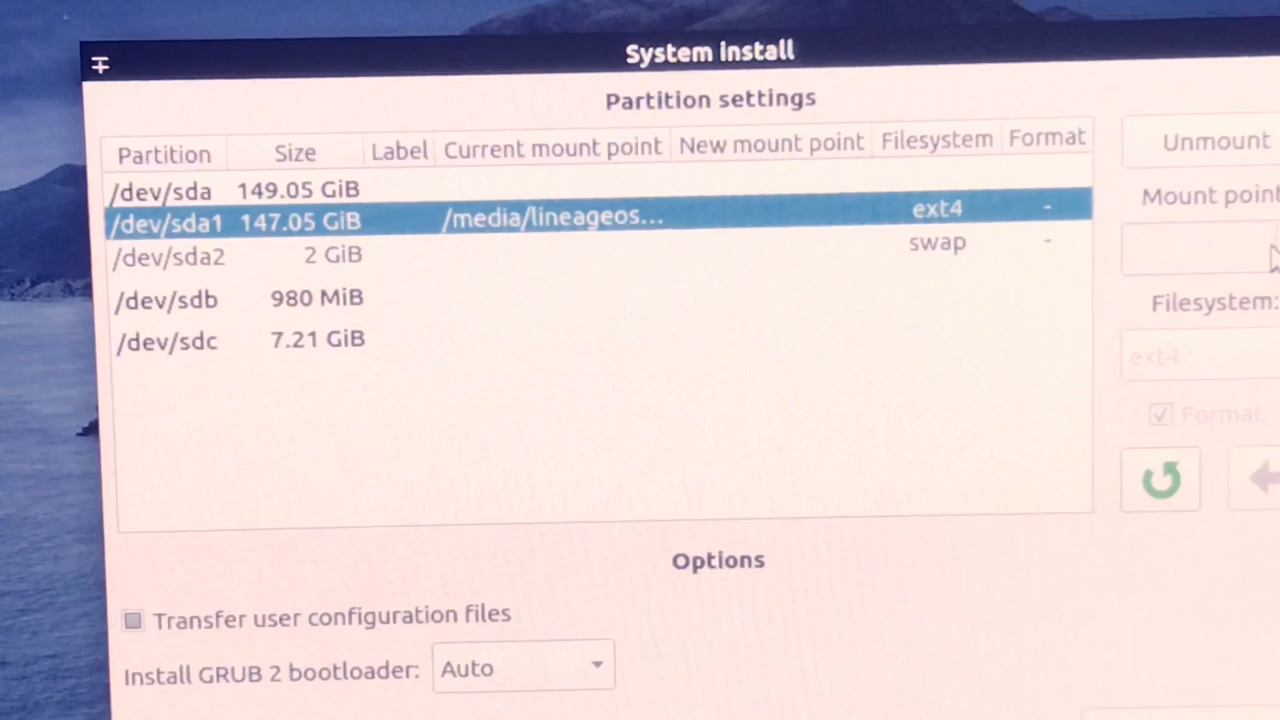 System install
Partition settings
Partition Size Label Current mount point New mount point Filesystem Format
/dev/sda 149.05 GiB
/dev/sda1 147.05 GiB /media/lineageos... ext4 -
/dev/sda2 2 GiB swap -
/dev/sdb 980 MiB
/dev/sdc 7.21 GiB
Unmount
Mount point
Filesystem:
ext4
Format
Options
Transfer user configuration files
Install GRUB 2 bootloader: Auto